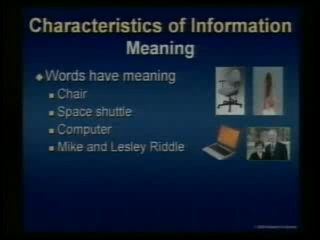 Characteristics of Information
Meaning
Words have meaning
Chair
Space shuttle
Computer
Mike and Lesley Riddle